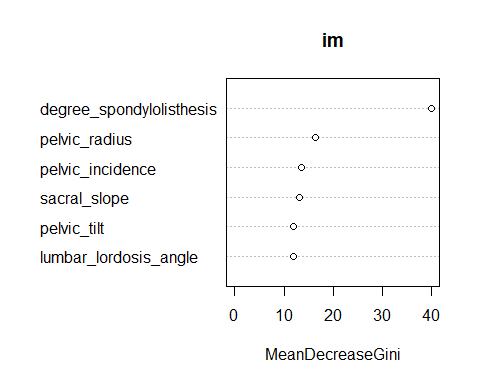 im
degree_spondylolisthesis
pelvic_radius
pelvic_incidence
sacral_slope
pelvic_tilt
lumbar_lordosis_angle
0 10 20 30 40
MeanDecreaseGini